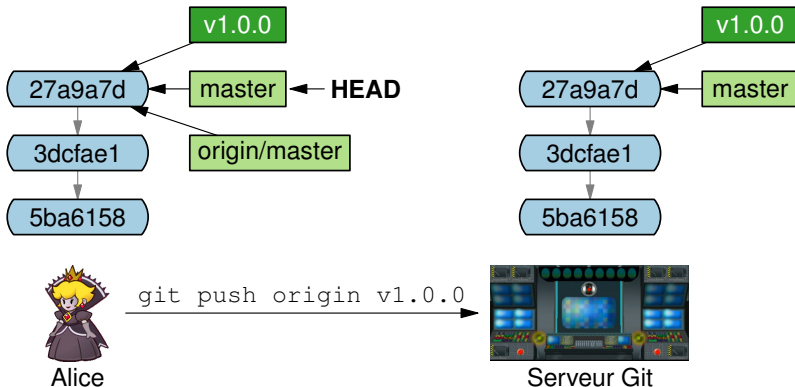 v1.0.0
v1.0.0
27a9a7d
master
HEAD
27a9a7d
master
3dcfae1
origin/master
3dcfae1
5ba6158
5ba6158
git push origin v1.0.0
Alice
Serveur Git